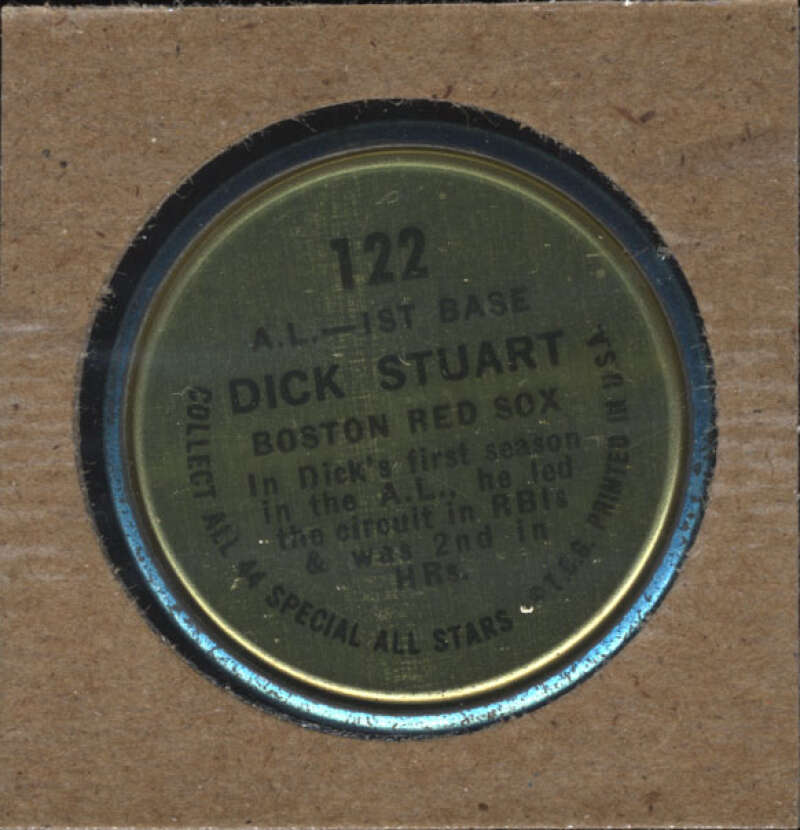 122
A.L.—1ST BASE
DICK STUART
BOSTON RED SOX
In Dick's first season
in the A.L., he led
the circuit in RBIs
& was 2nd in
HRs.
COLLECT ALL 44 SPECIAL ALL STARS © T.C.G. PRINTED IN U.S.A.